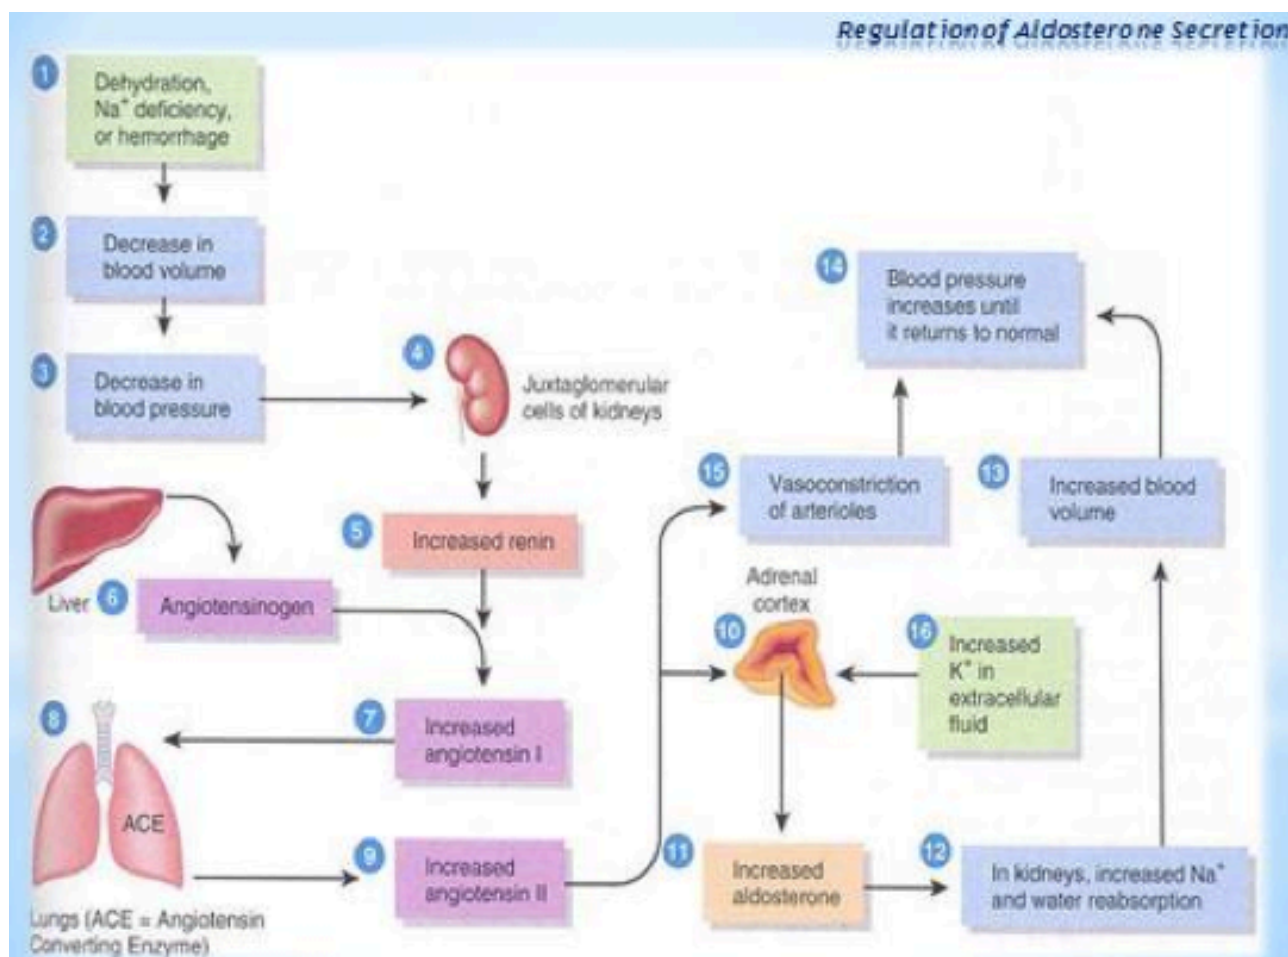 Regulation of Aldosterone Secretion
1
Dehydration,
Na⁺ deficiency,
or hemorrhage
2
Decrease in
blood volume
3
Decrease in
blood pressure
4
Juxtaglomerular
cells of kidneys
5
Increased renin
Liver
6
Angiotensinogen
7
Increased
angiotensin I
8
ACE
Lungs (ACE = Angiotensin
Converting Enzyme)
9
Increased
angiotensin II
10
Adrenal
cortex
11
Increased
aldosterone
12
In kidneys, increased Na⁺
and water reabsorption
13
Increased blood
volume
14
Blood pressure
increases until
it returns to normal
15
Vasoconstriction
of arterioles
16
Increased
K⁺ in
extracellular
fluid